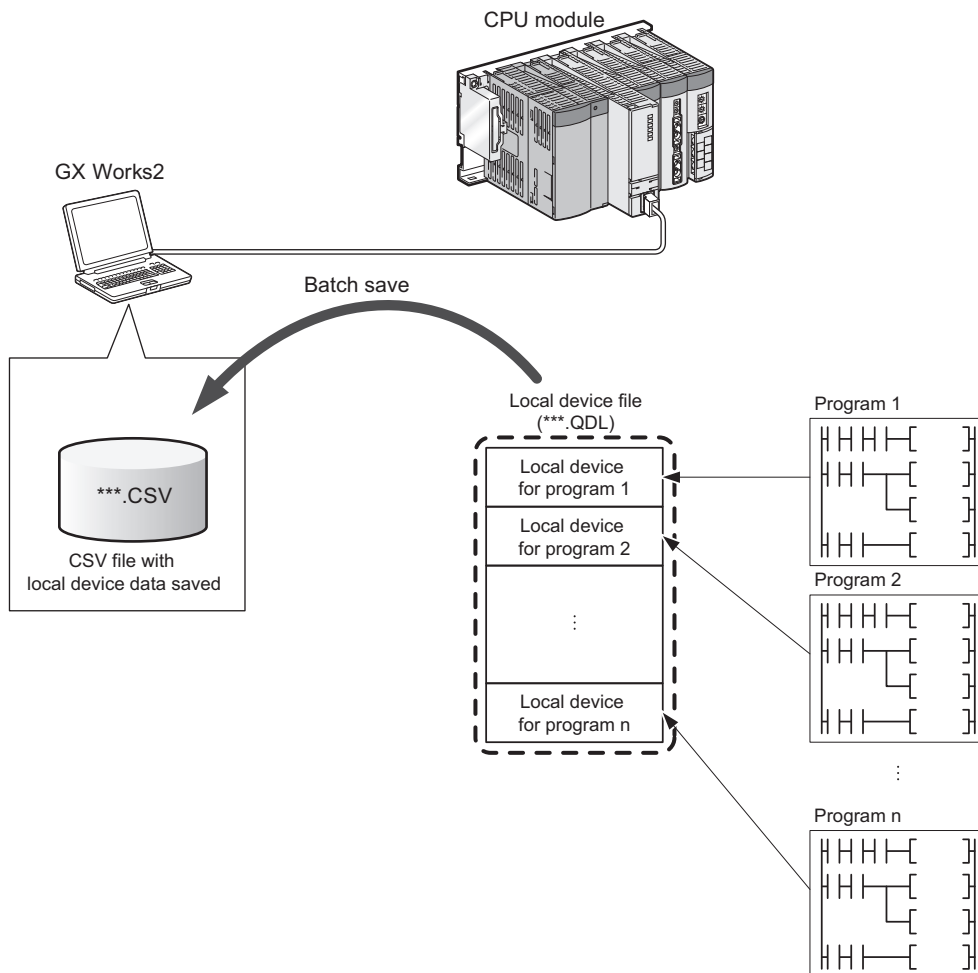 CPU module
GX Works2
Batch save
Local device file
(***.QDL)
***.CSV
CSV file with
local device data saved
Local device
for program 1
Local device
for program 2
⋮
Local device
for program n
Program 1
Program 2
⋮
Program n